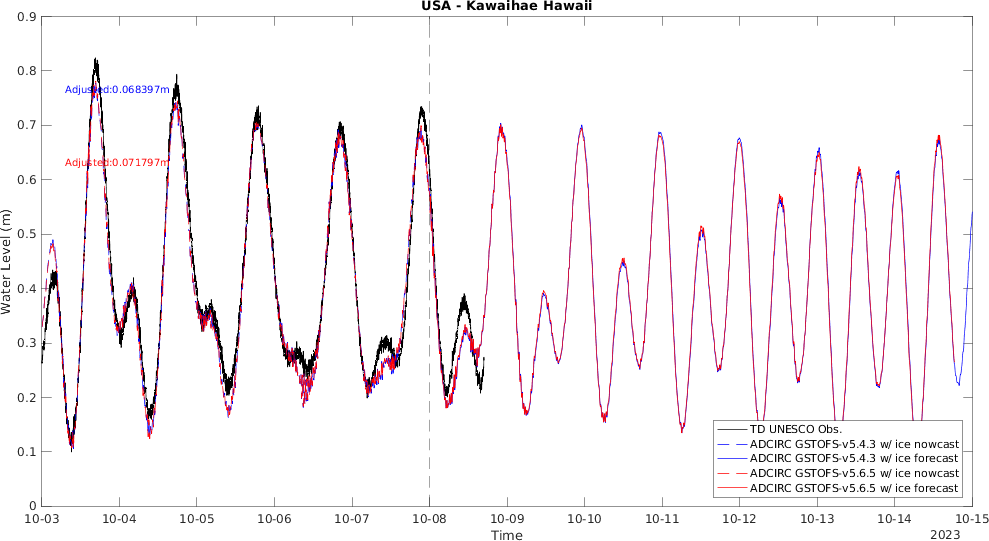 USA - Kawaihae Hawaii
0.9
0.8
0.7
0.6
0.5
0.4
0.3
0.2
0.1
0
Water Level (m)
Adjusted:0.068397m
Adjusted:0.071797m
TD UNESCO Obs.
ADCIRC GSTOFS-v5.4.3 w/ ice nowcast
ADCIRC GSTOFS-v5.4.3 w/ ice forecast
ADCIRC GSTOFS-v5.6.5 w/ ice nowcast
ADCIRC GSTOFS-v5.6.5 w/ ice forecast
10-03 10-04 10-05 10-06 10-07 10-08 10-09 10-10 10-11 10-12 10-13 10-14 10-15
Time
2023